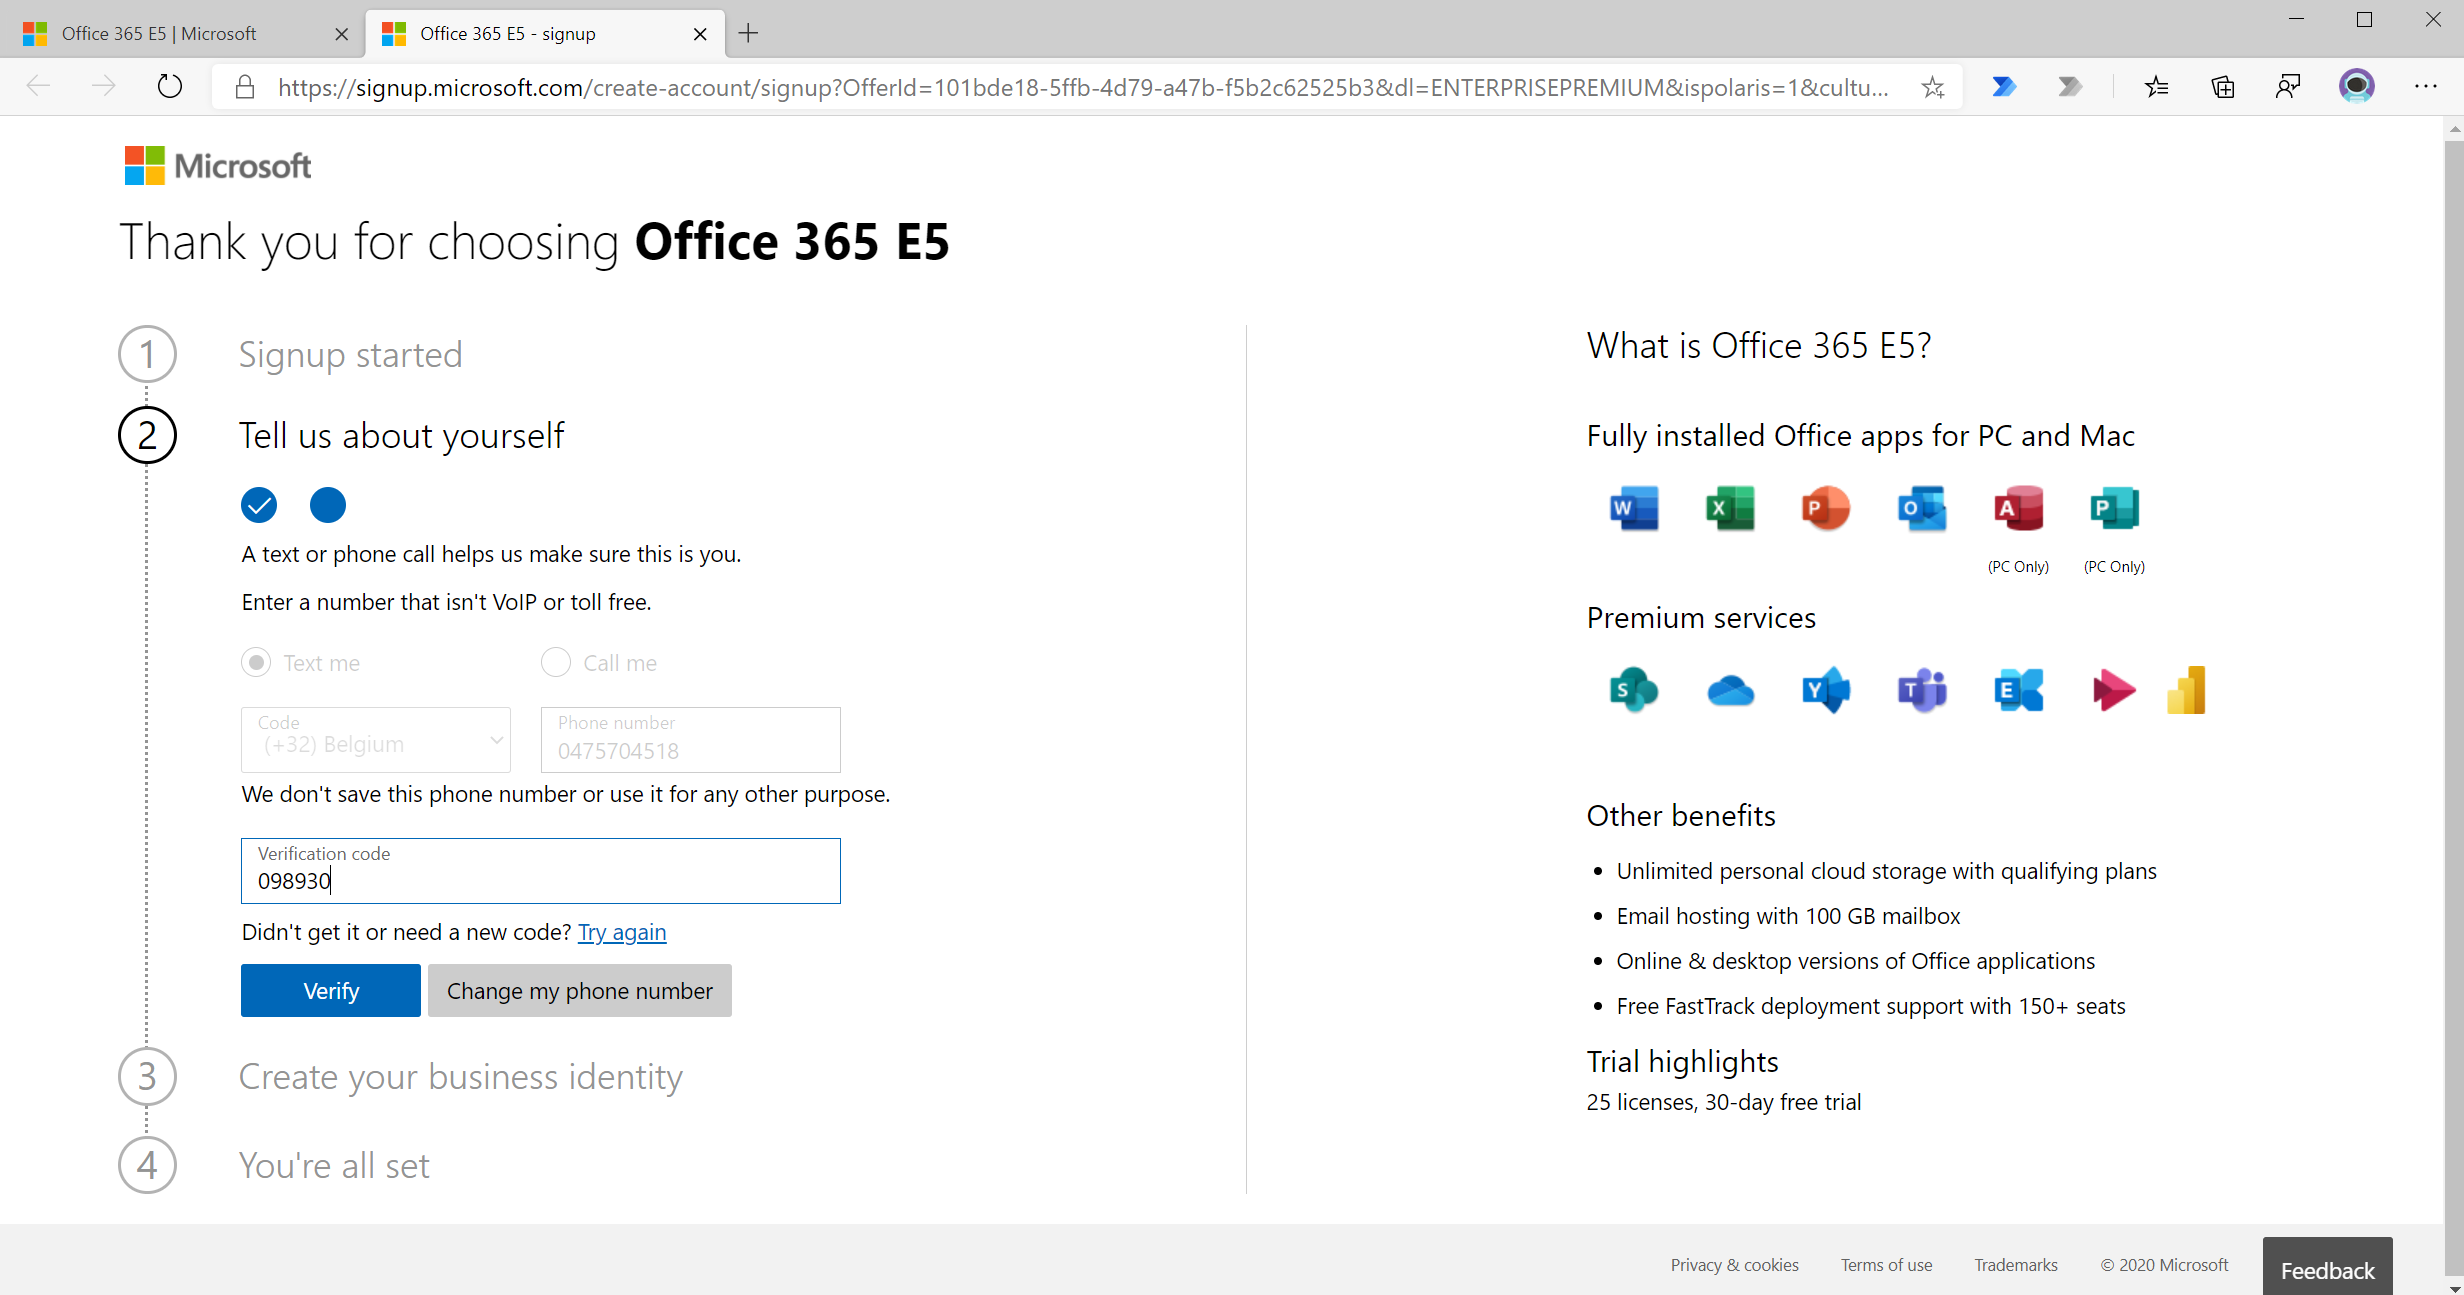 Office 365 E5 | Microsoft
Office 365 E5 - signup
https://signup.microsoft.com/create-account/signup?OfferId=101bde18-5ffb-4d79-a47b-f5b2c62525b3&dl=ENTERPRISEPREMIUM&ispolaris=1&cultu...
Microsoft
Thank you for choosing Office 365 E5
1 Signup started
2 Tell us about yourself
A text or phone call helps us make sure this is you.
Enter a number that isn't VoIP or toll free.
Text me Call me
Code
(+32) Belgium
Phone number
0475704518
We don't save this phone number or use it for any other purpose.
Verification code
098930
Didn't get it or need a new code? Try again
Verify Change my phone number
3 Create your business identity
4 You're all set
What is Office 365 E5?
Fully installed Office apps for PC and Mac
W X P O A P
(PC Only) (PC Only)
Premium services
S Y T E
Other benefits
• Unlimited personal cloud storage with qualifying plans
• Email hosting with 100 GB mailbox
• Online & desktop versions of Office applications
• Free FastTrack deployment support with 150+ seats
Trial highlights
25 licenses, 30-day free trial
Privacy & cookies Terms of use Trademarks © 2020 Microsoft Feedback